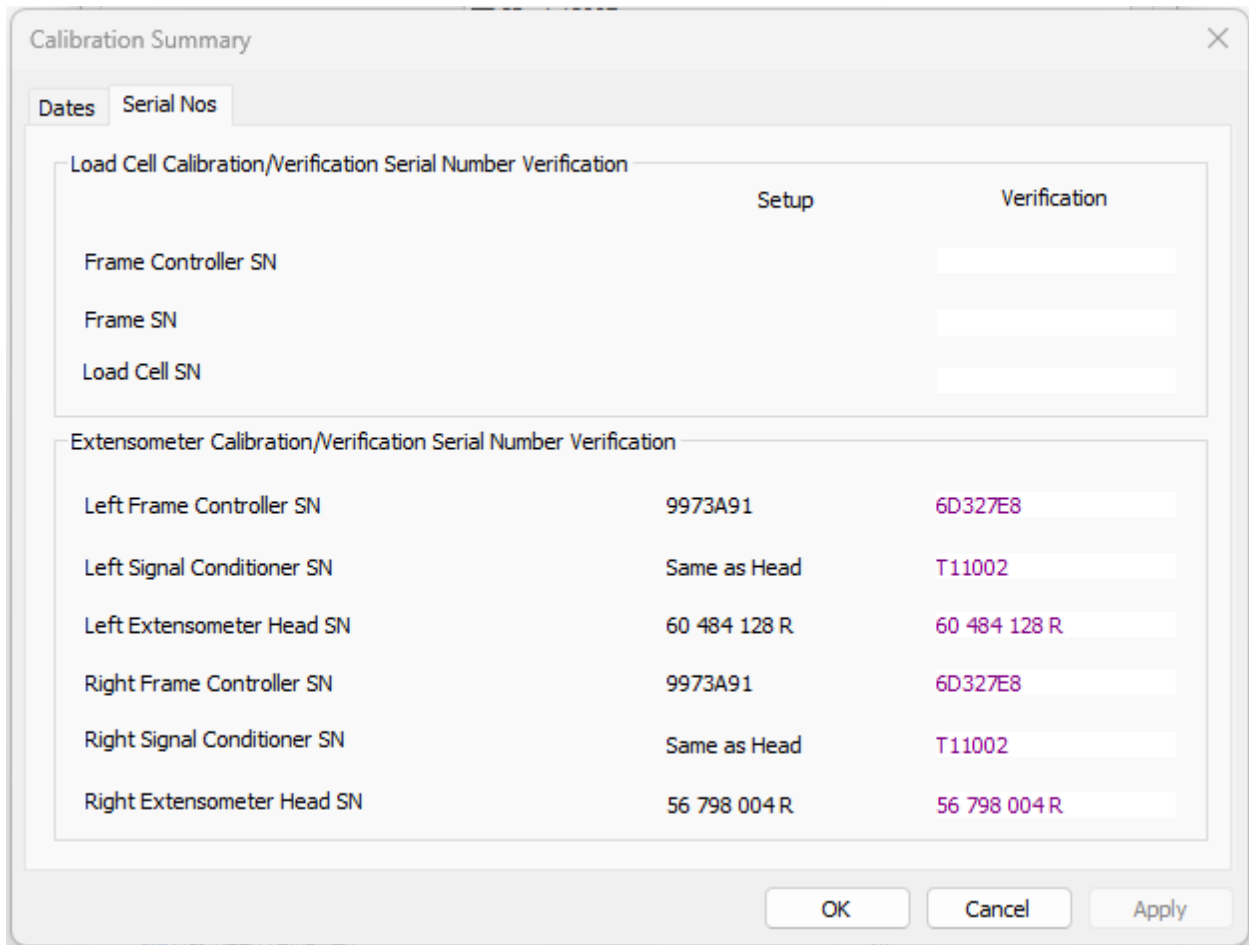 Calibration Summary
Dates Serial Nos
Load Cell Calibration/Verification Serial Number Verification
Setup Verification
Frame Controller SN
Frame SN
Load Cell SN
Extensometer Calibration/Verification Serial Number Verification
Left Frame Controller SN 9973A91 6D327E8
Left Signal Conditioner SN Same as Head T11002
Left Extensometer Head SN 60 484 128 R 60 484 128 R
Right Frame Controller SN 9973A91 6D327E8
Right Signal Conditioner SN Same as Head T11002
Right Extensometer Head SN 56 798 004 R 56 798 004 R
OK Cancel Apply